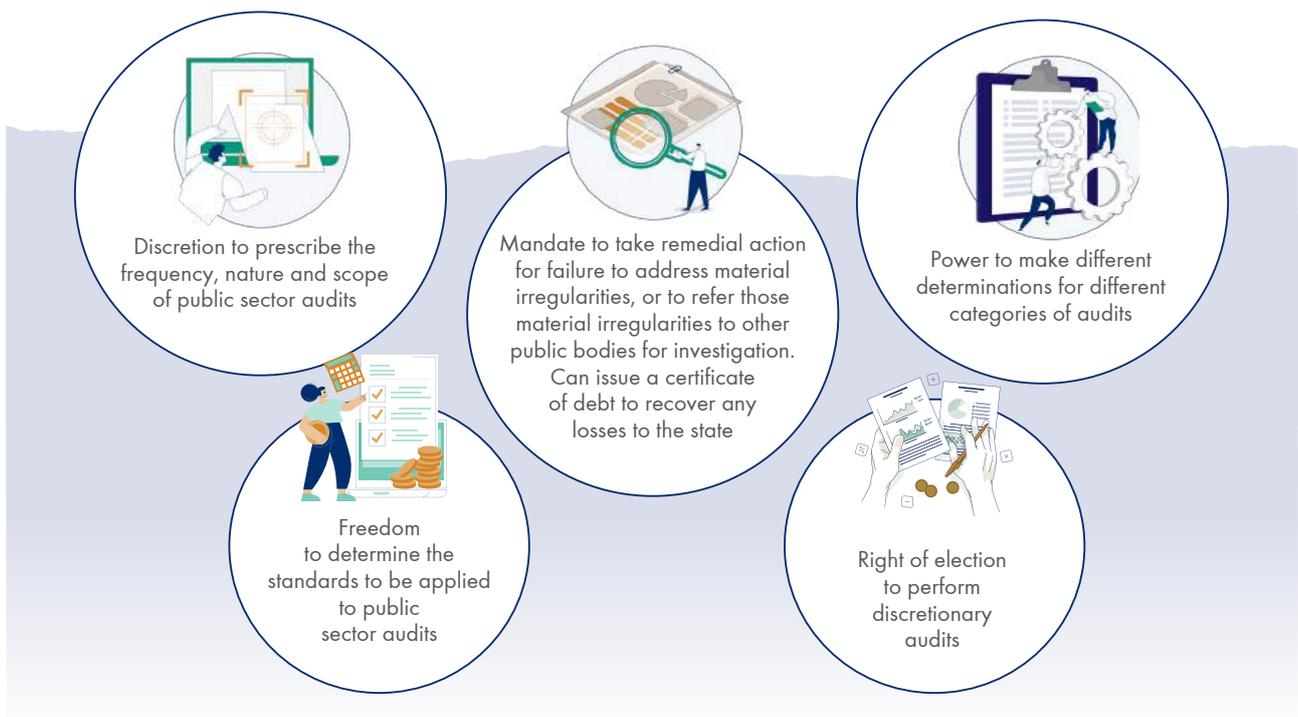 Discretion to prescribe the
frequency, nature and scope
of public sector audits
Mandate to take remedial action
for failure to address material
irregularities, or to refer those
material irregularities to other
public bodies for investigation.
Can issue a certificate
of debt to recover any
losses to the state
Power to make different
determinations for different
categories of audits
Freedom
to determine the
standards to be applied
to public
sector audits
Right of election
to perform
discretionary
audits